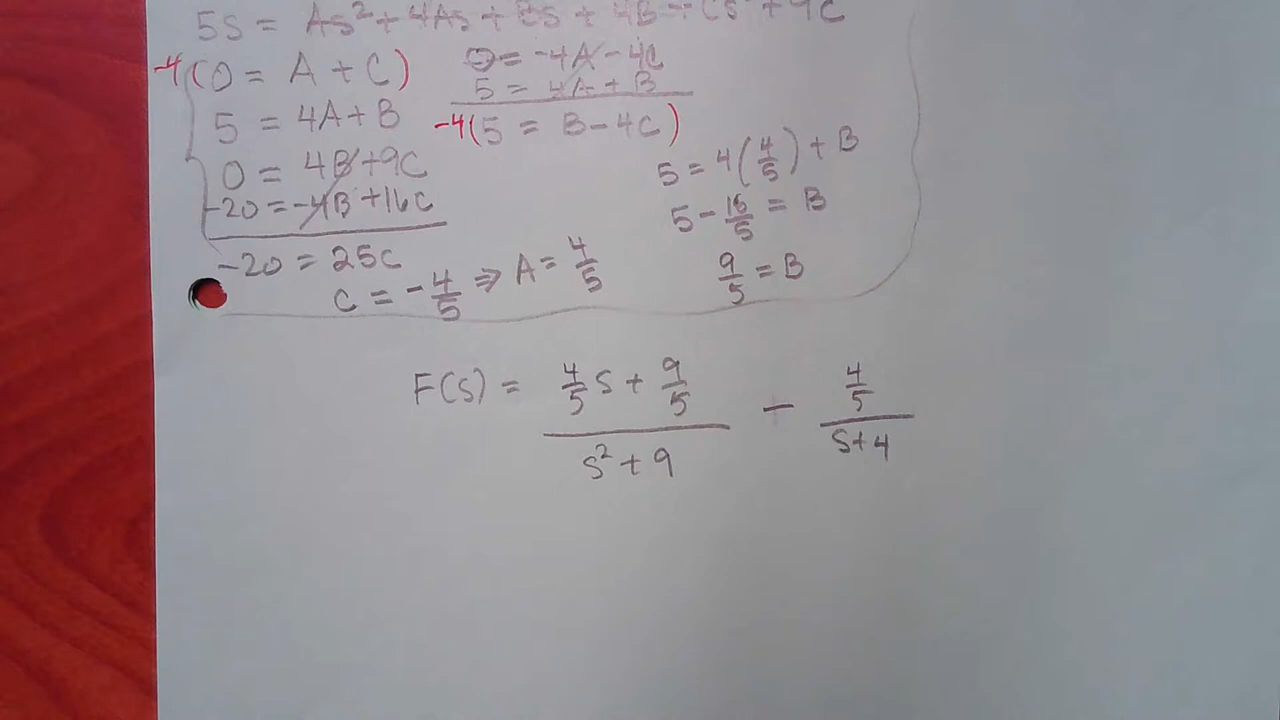 5S = As² + 4As + Bs + 4B + Cs² + 9C
-4(0 = A + C)
5 = 4A + B
0 = 4B + 9C
-20 = -4B + 16C
-20 = 25C
C = -4/5 ⇒ A = 4/5
0 = -4A - 4C
5 = 4A + B
-4(5 = B - 4C)
5 = 4(4/5) + B
5 - 16/5 = B
9/5 = B
F(S) = (4/5 S + 9/5)/(S² + 9) - (4/5)/(S + 4)